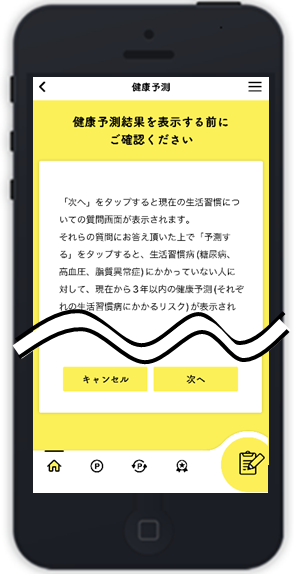 健康予測
健康予測結果を表示する前に
ご確認ください
「次へ」をタップすると現在の生活習慣につ
いての質問画面が表示されます。
それらの質問にお答え頂いた上で「予測す
る」をタップすると、生活習慣病(糖尿病、
高血圧、脂質異常症)にかかっていない人に
対して、現在から3年以内の健康予測(それぞ
れの生活習慣病にかかるリスク)が表示され
キャンセル 次へ
P P